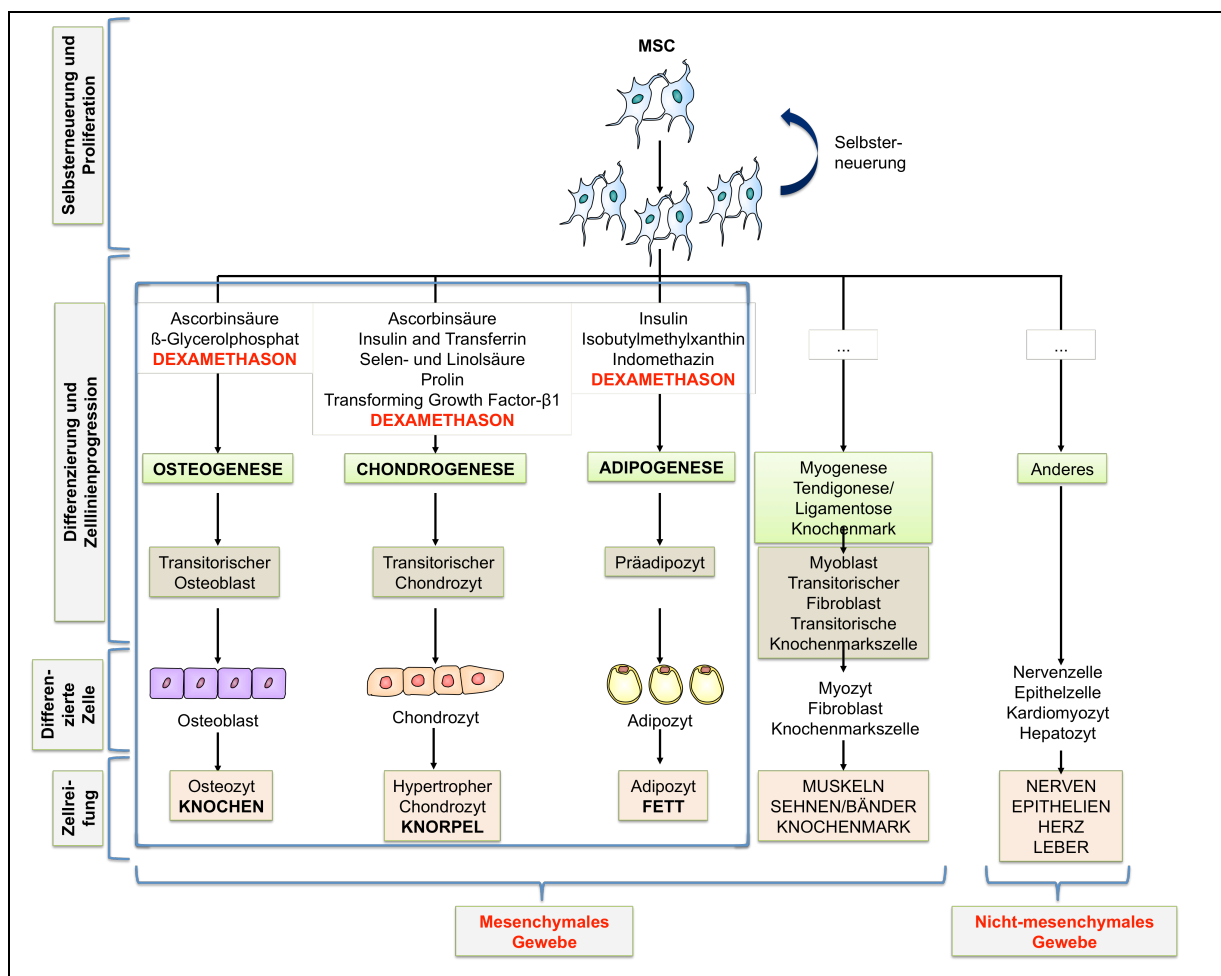 Selbsterneuerung und
Proliferation
MSC
Selbster-
neuerung
Differenzierung und
Zelllinienprogression
Ascorbinsäure
ß-Glycerolphosphat
DEXAMETHASON
Ascorbinsäure
Insulin and Transferrin
Selen- und Linolsäure
Prolin
Transforming Growth Factor-β1
DEXAMETHASON
Insulin
Isobutylmethylxanthin
Indomethazin
DEXAMETHASON
...
...
OSTEOGENESE
CHONDROGENESE
ADIPOGENESE
Myogenese
Tendigonese/
Ligamentose
Knochenmark
Anderes
Transitorischer
Osteoblast
Transitorischer
Chondrozyt
Präadipozyt
Myoblast
Transitorischer
Fibroblast
Transitorische
Knochenmarkszelle
Differen-
zierte
Zelle
Osteoblast
Chondrozyt
Adipozyt
Myozyt
Fibroblast
Knochenmarkszelle
Nervenzelle
Epithelzelle
Kardiomyozyt
Hepatozyt
Zellrei-
fung
Osteozyt
KNOCHEN
Hypertropher
Chondrozyt
KNORPEL
Adipozyt
FETT
MUSKELN
SEHNEN/BÄNDER
KNOCHENMARK
NERVEN
EPITHELIEN
HERZ
LEBER
Mesenchymales
Gewebe
Nicht-mesenchymales
Gewebe